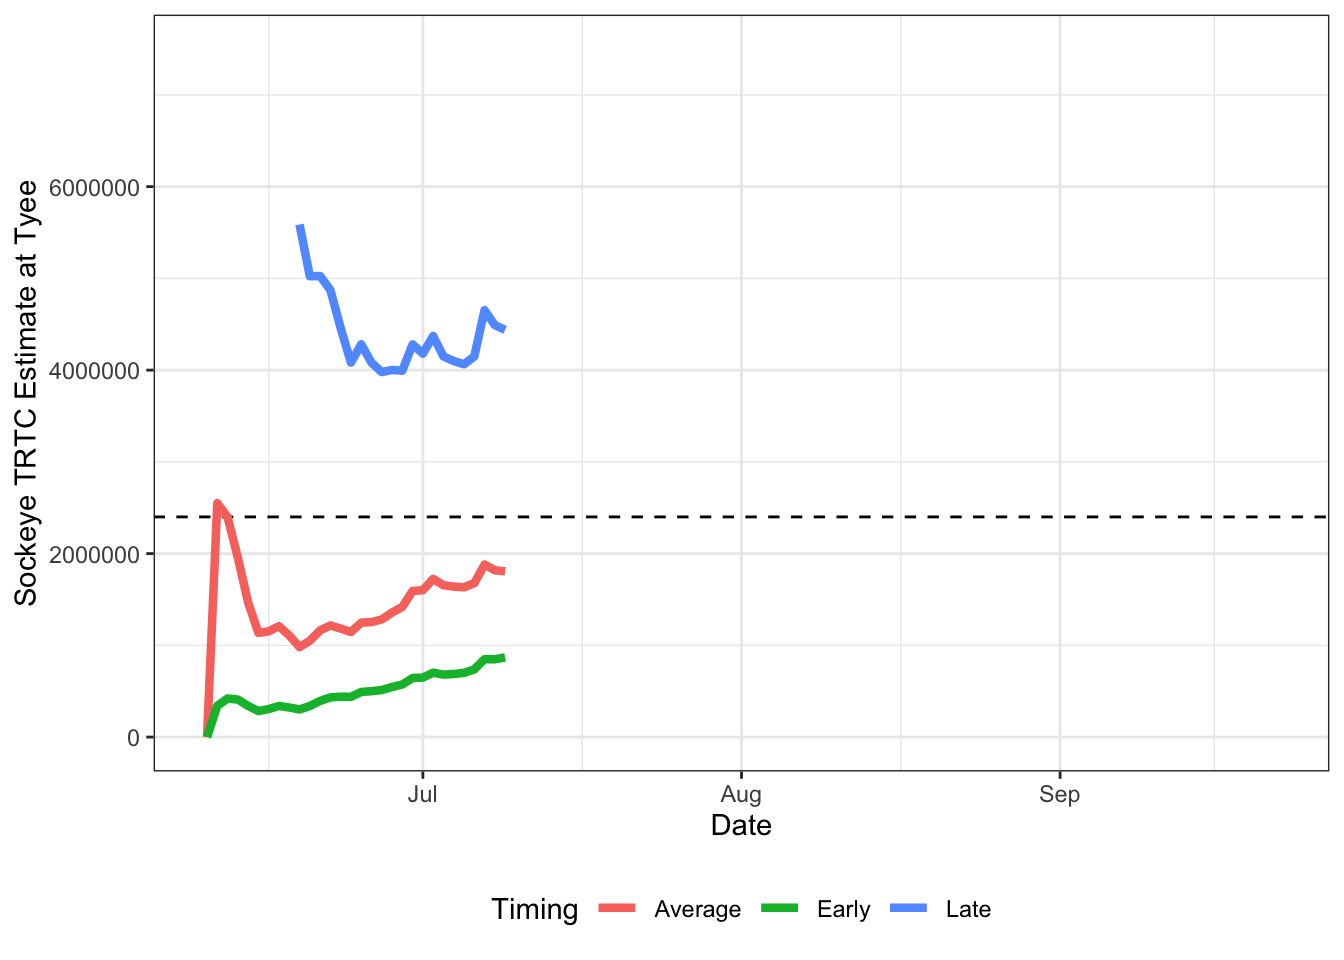 Sockeye TRTC Estimate at Tyee
6000000
4000000
2000000
0
Jul Aug Sep
Date
Timing Average Early Late